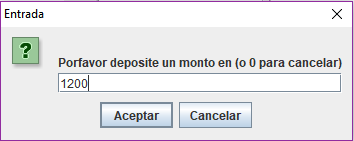 Entrada
?
Porfavor deposite un monto en (o 0 para cancelar)
1200
Aceptar Cancelar